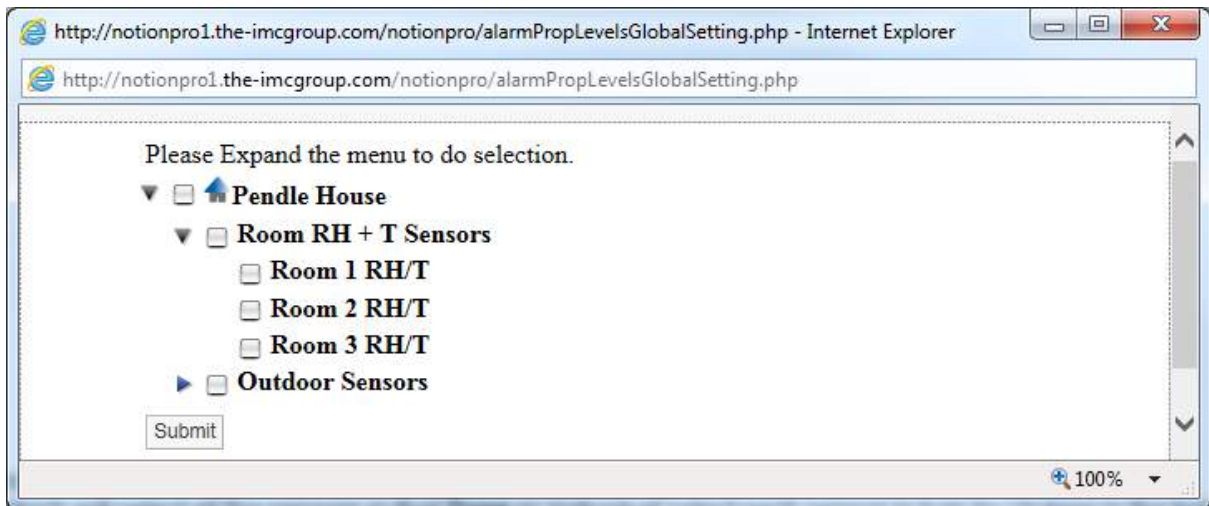 http://notionpro1.the-imcgroup.com/notionpro/alarmPropLevelsGlobalSetting.php - Internet Explorer
http://notionpro1.the-imcgroup.com/notionpro/alarmPropLevelsGlobalSetting.php
Please Expand the menu to do selection.
Pendle House
Room RH + T Sensors
Room 1 RH/T
Room 2 RH/T
Room 3 RH/T
Outdoor Sensors
Submit
100%